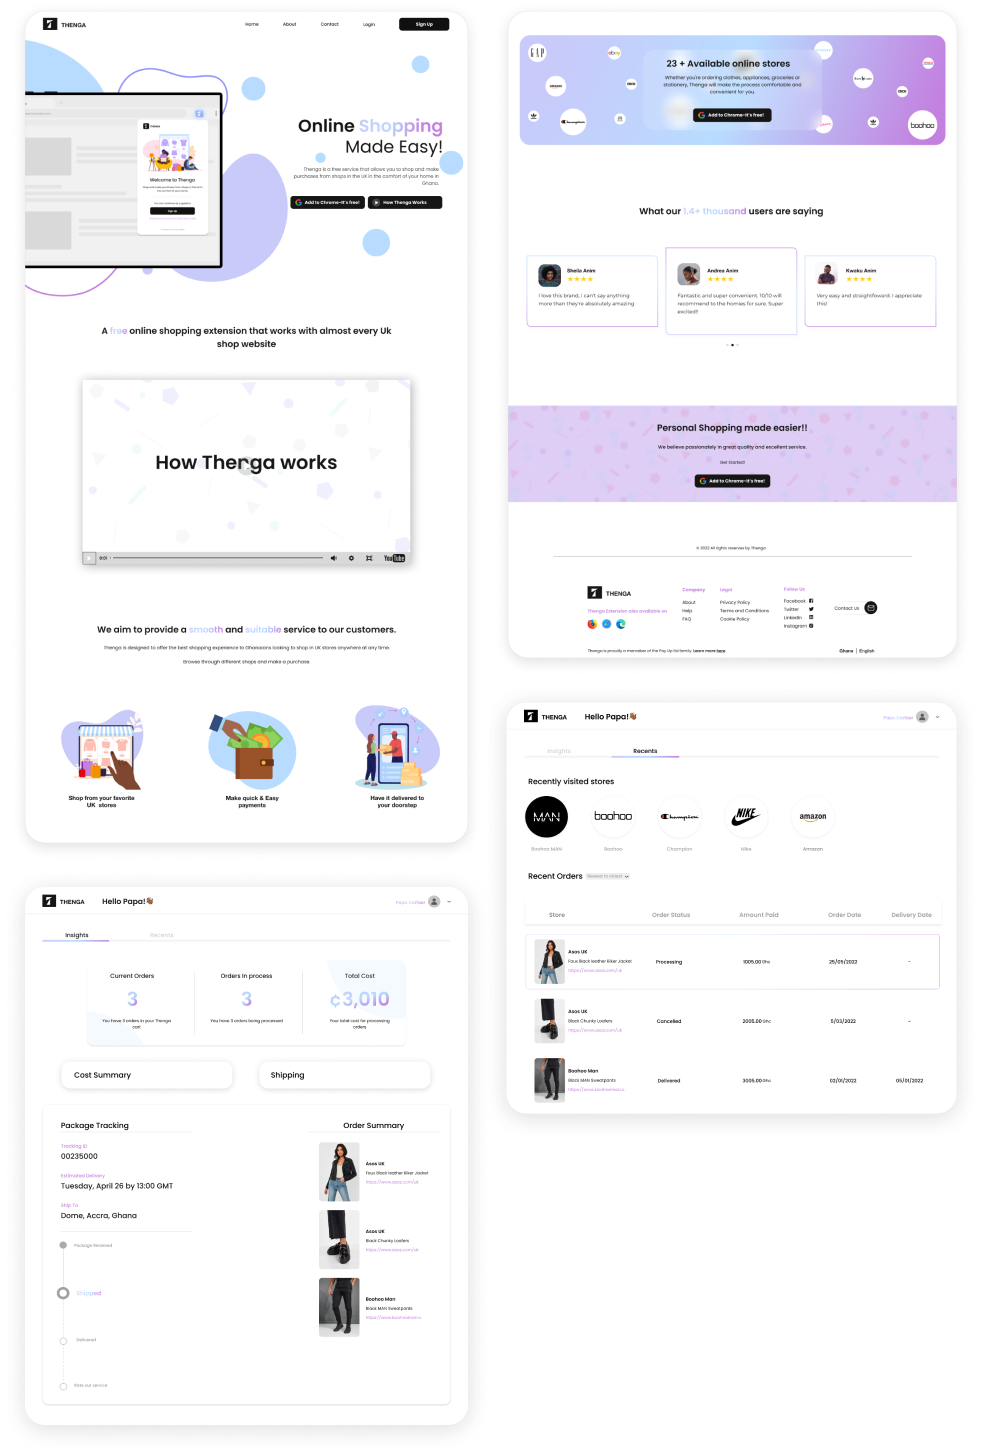 THENGA
Home
About
Contact
Login
Sign Up
Thenga
Welcome to Thenga
Sign Up
Online Shopping
Made Easy!
Thenga is a free service that allows you to shop and make
purchases from shops in the UK in the comfort of your home in
Ghana.
Add to Chrome-It's free!
How Thenga Works
A free online shopping extension that works with almost every Uk
shop website
How Thenga works
0:01
YouTube
We aim to provide a smooth and suitable service to our customers.
Thenga is designed to offer the best shopping experience to Ghanaians looking to shop in UK stores anywhere at any time.
Browse through different shops and make a purchase.
Shop from your favorite
UK stores
Make quick & Easy
payments
Have it delivered to
your doorstep
GAP
ebay
amazon
ASOS
Champion
boohoo
23 + Available online stores
Whether you're ordering clothes, appliances, groceries or
stationery, Thenga will make the process comfortable and
convenient for you.
Add to Chrome-It's free!
What our 1.4+ thousand users are saying
Sheila Anim
I love this brand, I can't say anything
more than they're absolutely amazing
Andrea Anim
Fantastic and super convenient, 10/10 will
recommend to the homies for sure. Super
excited!!
Kwaku Anim
Very easy and straightfoward. I appreciate
this!
Personal Shopping made easier!!
We believe passionately in great quality and excellent service.
Get Started!
Add to Chrome-It's free!
© 2022 All rights reserves by Thenga
THENGA
Thenga Extension also available on
Company
About
Help
FAQ
Legal
Privacy Policy
Terms and Conditions
Cookie Policy
Follow Us
Facebook
Twitter
LinkedIn
Instagram
Contact Us
Thenga is proudly a memeber of the Pay Up ltd family. Learn more here.
Ghana | English
THENGA
Hello Papa!
Papa Kofi
Insights
Recents
Recently visited stores
MAN
boohoo
Champion
NIKE
amazon
Boohoo MAN
Boohoo
Champion
Nike
Amazon
Recent Orders
Newest to oldest
Store
Order Status
Amount Paid
Order Date
Delivery Date
Asos UK
Faux Black leather Biker Jacket
https://www.asos.com/uk
Processing
1005.00 Ghc
25/05/2022
-
Asos UK
Black Chunky Loafers
https://www.asos.com/uk
Cancelled
2005.00 Ghc
5/03/2022
-
Boohoo Man
Black MAN Sweatpants
Delivered
3005.00 Ghc
02/01/2022
05/01/2022
THENGA
Hello Papa!
Insights
Recents
Current Orders
3
You have 3 orders in your Thenga
cart
Orders In process
3
You have 3 orders being processed
Total Cost
¢3,010
Your total cost for processing
orders
Cost Summary
Shipping
Package Tracking
Tracking ID
00235000
Estimated Delivery
Tuesday, April 26 by 13:00 GMT
Ship To
Dome, Accra, Ghana
Package Received
Shipped
Delivered
Rate our service
Order Summary
Asos UK
Faux Black leather Biker Jacket
https://www.asos.com/uk
Asos UK
Black Chunky Loafers
https://www.asos.com/uk
Boohoo Man
Black MAN Sweatpants